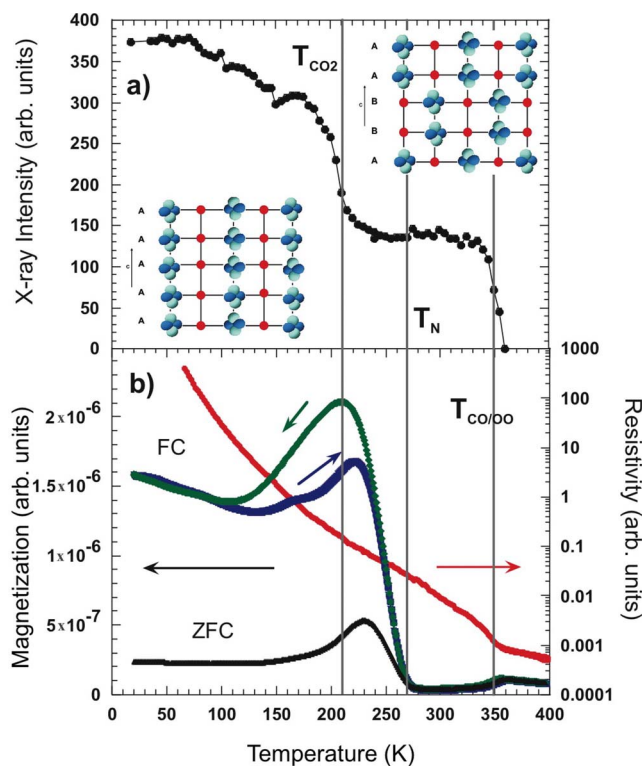 400
350
300
250
200
150
100
50
0
X-ray Intensity (arb. units)
a)
T_CO2
A
A
B
B
A
c
A
A
A
A
A
c
T_N
b)
T_CO/OO
FC
ZFC
2x10⁻⁶
1.5x10⁻⁶
1x10⁻⁶
5x10⁻⁷
0
Magnetization (arb. units)
1000
100
10
1
0.1
0.01
0.001
0.0001
Resistivity (arb. units)
0 50 100 150 200 250 300 350 400
Temperature (K)